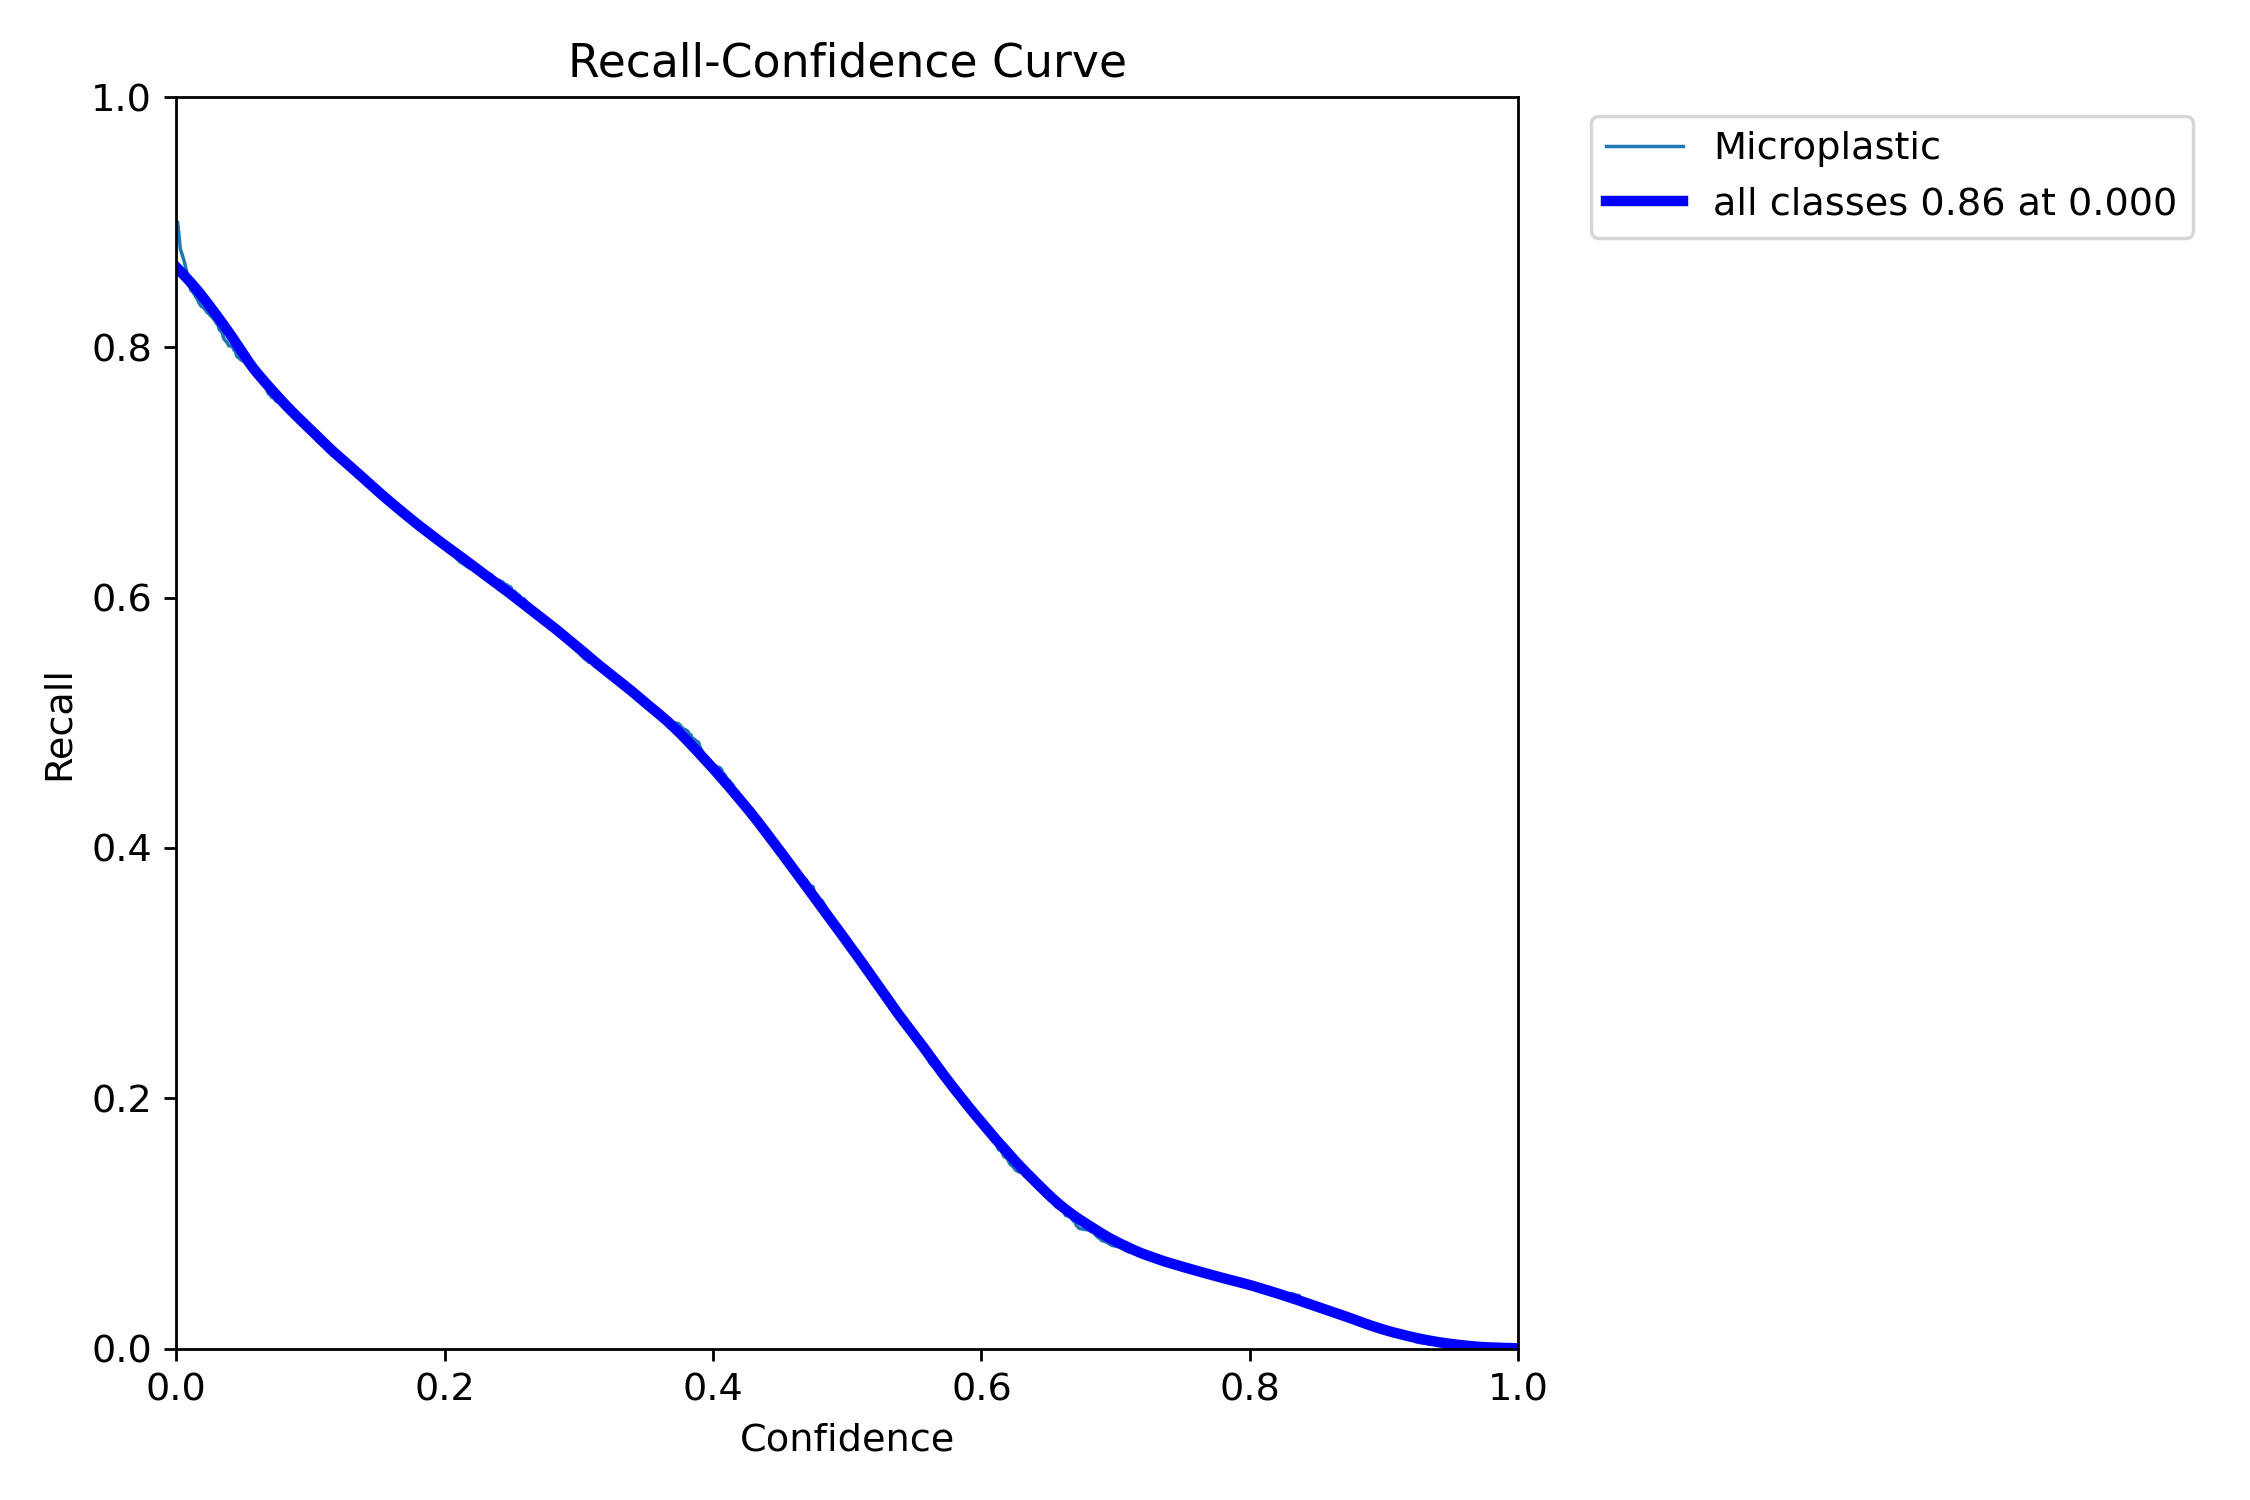 Recall-Confidence Curve
1.0
0.8
0.6
0.4
0.2
0.0
Recall
0.0 0.2 0.4 0.6 0.8 1.0
Confidence
Microplastic
all classes 0.86 at 0.000